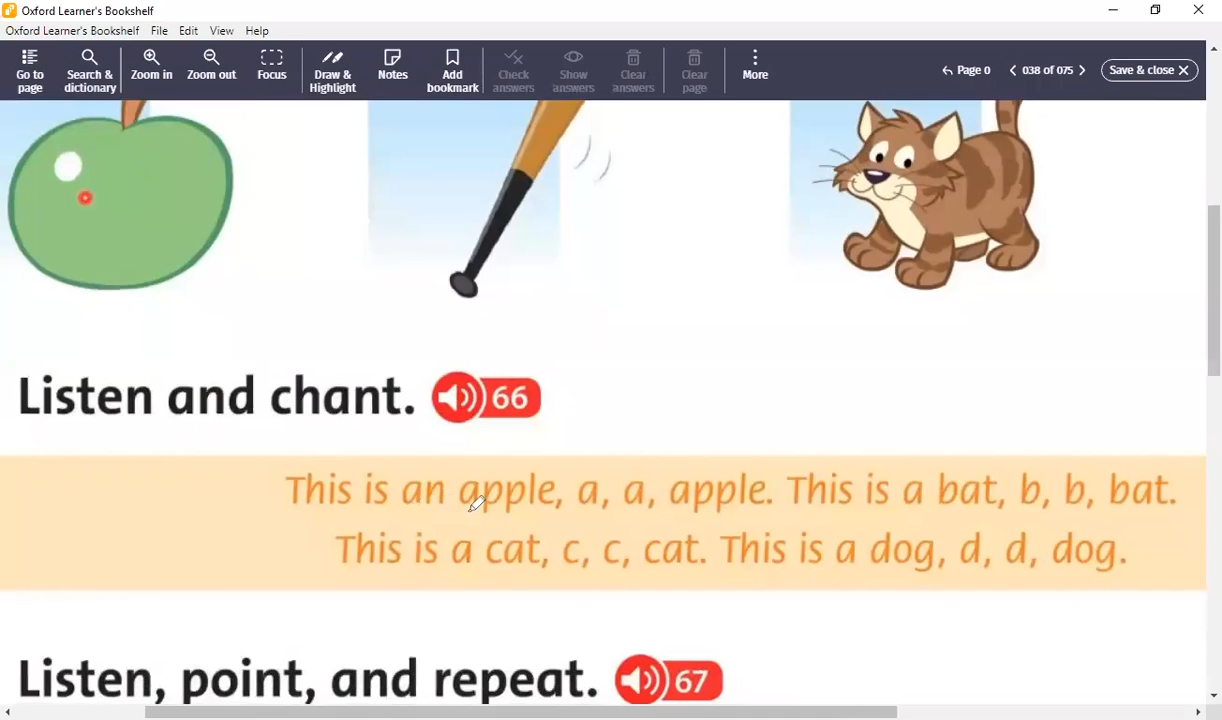 Oxford Learner's Bookshelf
Oxford Learner's Bookshelf File Edit View Help
Go to page
Search & dictionary
Zoom in
Zoom out
Focus
Draw & Highlight
Notes
Add bookmark
Check answers
Show answers
Clear answers
Clear page
More
Page 0
038 of 075
Save & close
Listen and chant. 66
This is an apple, a, a, apple. This is a bat, b, b, bat.
This is a cat, c, c, cat. This is a dog, d, d, dog.
Listen, point, and repeat. 67